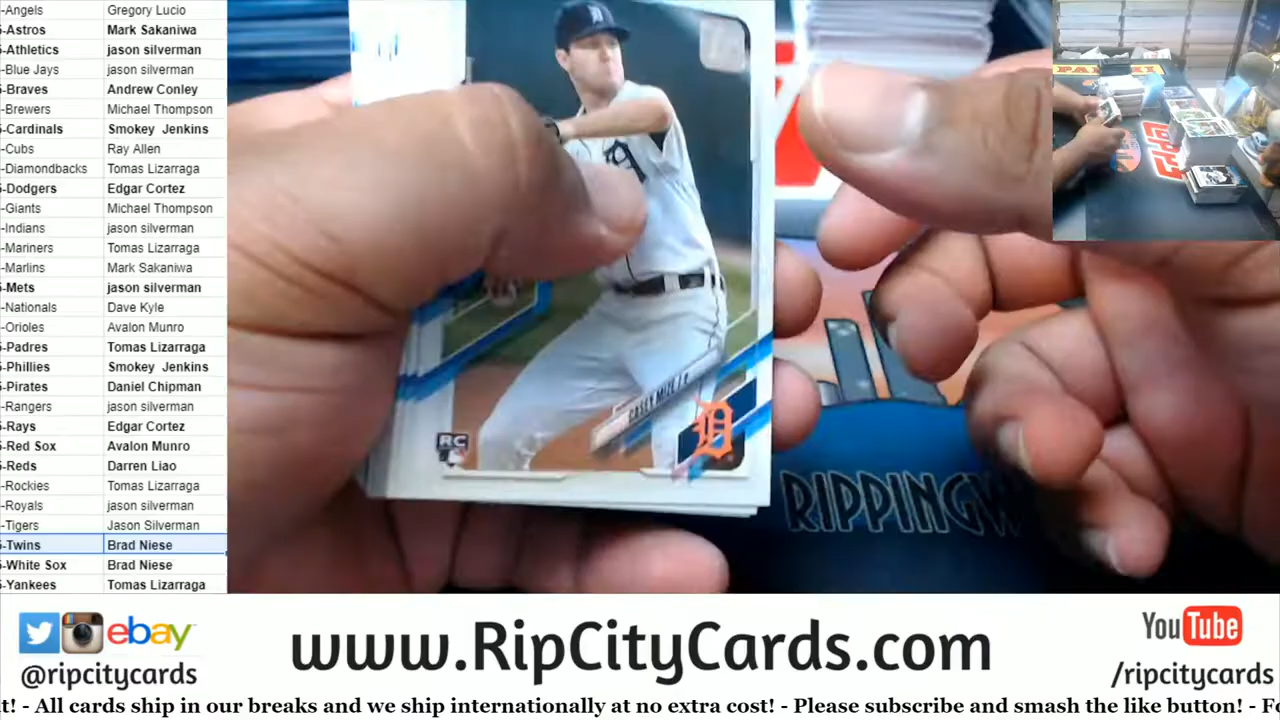 -Angels Gregory Lucio
-Astros Mark Sakaniwa
-Athletics jason silverman
-Blue Jays jason silverman
-Braves Andrew Conley
-Brewers Michael Thompson
-Cardinals Smokey Jenkins
-Cubs Ray Allen
-Diamondbacks Tomas Lizarraga
-Dodgers Edgar Cortez
-Giants Michael Thompson
-Indians jason silverman
-Mariners Tomas Lizarraga
-Marlins Mark Sakaniwa
-Mets jason silverman
-Nationals Dave Kyle
-Orioles Avalon Munro
-Padres Tomas Lizarraga
-Phillies Smokey Jenkins
-Pirates Daniel Chipman
-Rangers jason silverman
-Rays Edgar Cortez
-Red Sox Avalon Munro
-Reds Darren Liao
-Rockies Tomas Lizarraga
-Royals jason silverman
-Tigers Jason Silverman
-Twins Brad Niese
-White Sox Brad Niese
-Yankees Tomas Lizarraga
CASEY MIZE
RC
D
PANINI
RIPPINGW
ebay
@ripcitycards
www.RipCityCards.com
YouTube
/ripcitycards
t! - All cards ship in our breaks and we ship internationally at no extra cost! - Please subscribe and smash the like button! - Fo